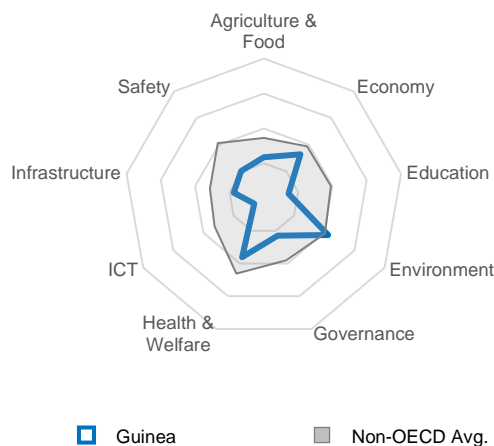 Agriculture &
Food
Safety
Economy
Infrastructure
Education
ICT
Environment
Health &
Welfare
Governance
Guinea
Non-OECD Avg.